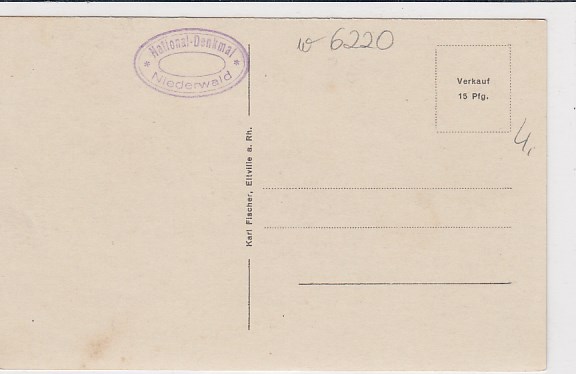 National-Denkmal
* *
Niederwald
w 6220
Verkauf
15 Pfg.
4,
Karl Fischer, Eltville a. Rh.